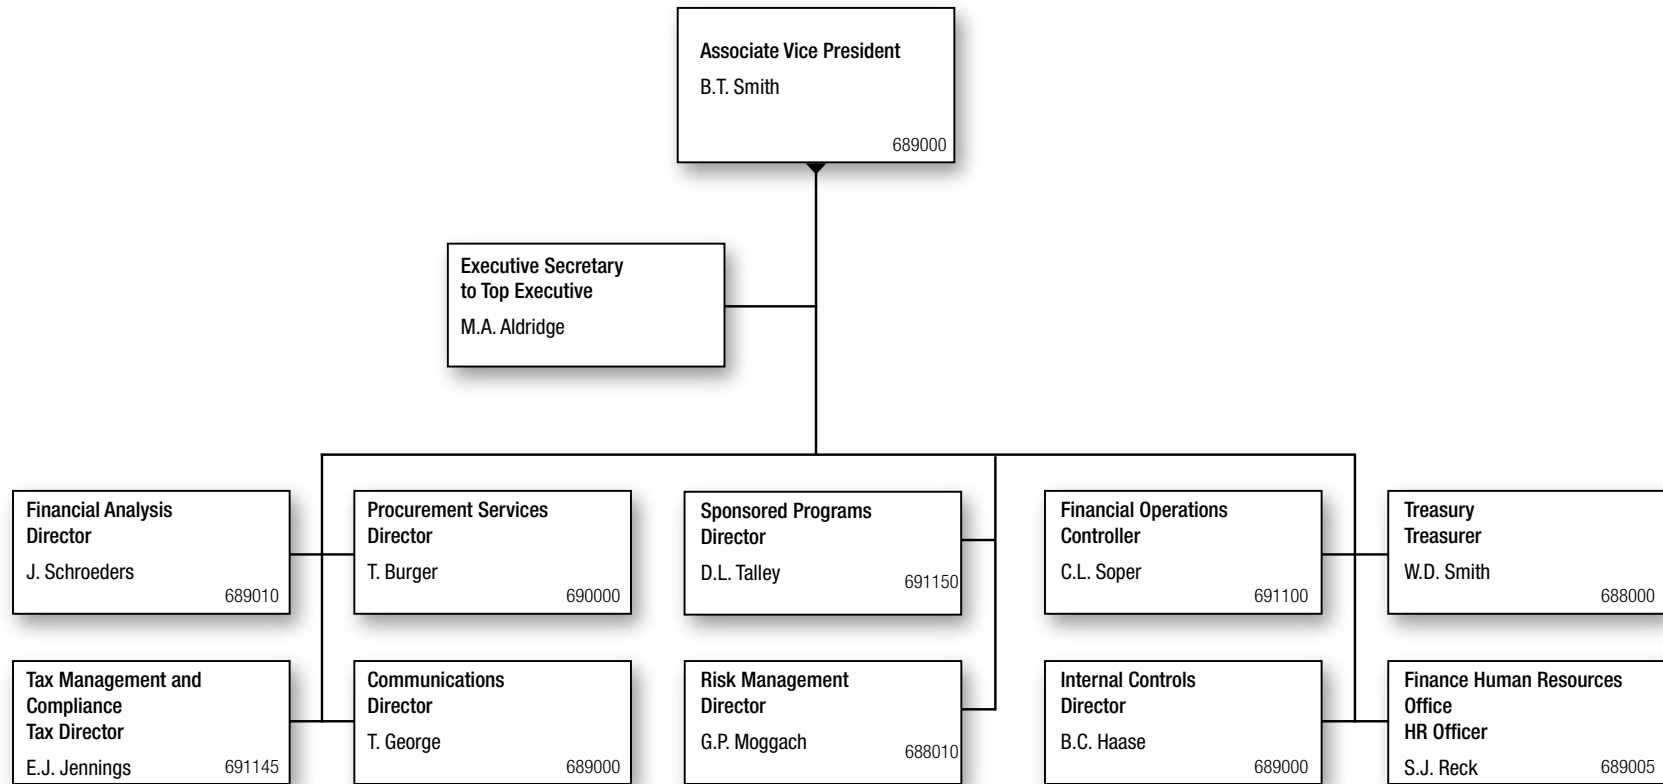 Associate Vice President
B.T. Smith
689000
Executive Secretary
to Top Executive
M.A. Aldridge
Financial Analysis
Director
J. Schroeders
689010
Procurement Services
Director
T. Burger
690000
Sponsored Programs
Director
D.L. Talley
691150
Financial Operations
Controller
C.L. Soper
691100
Treasury
Treasurer
W.D. Smith
688000
Tax Management and
Compliance
Tax Director
E.J. Jennings
691145
Communications
Director
T. George
689000
Risk Management
Director
G.P. Moggach
688010
Internal Controls
Director
B.C. Haase
689000
Finance Human Resources
Office
HR Officer
S.J. Reck
689005